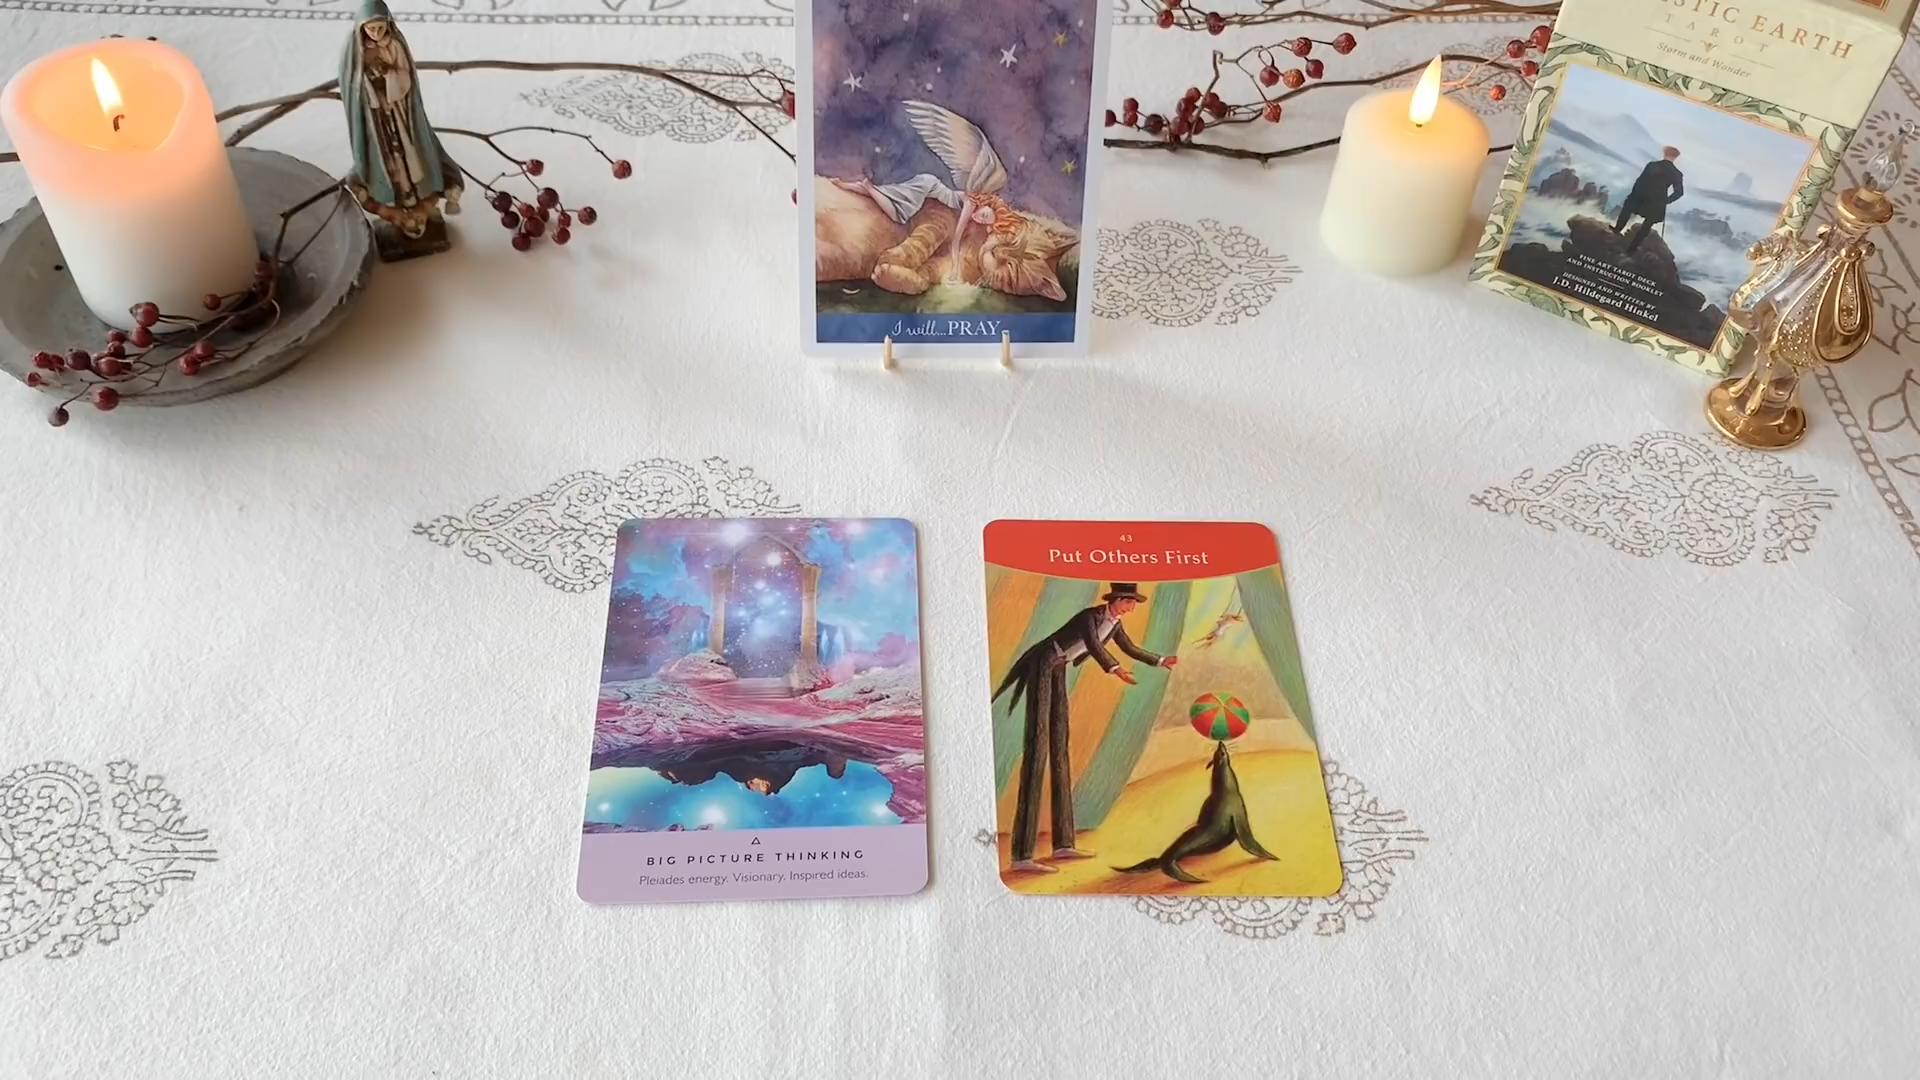 I will...PRAY
STIC EARTH
TAROT
Storm and Wonder
FINE ART TAROT DECK
AND INSTRUCTION BOOKLET
DESIGNED AND WRITTEN BY
J.D. Hildegard Hinkel
BIG PICTURE THINKING
Pleiades energy. Visionary. Inspired ideas.
43
Put Others First